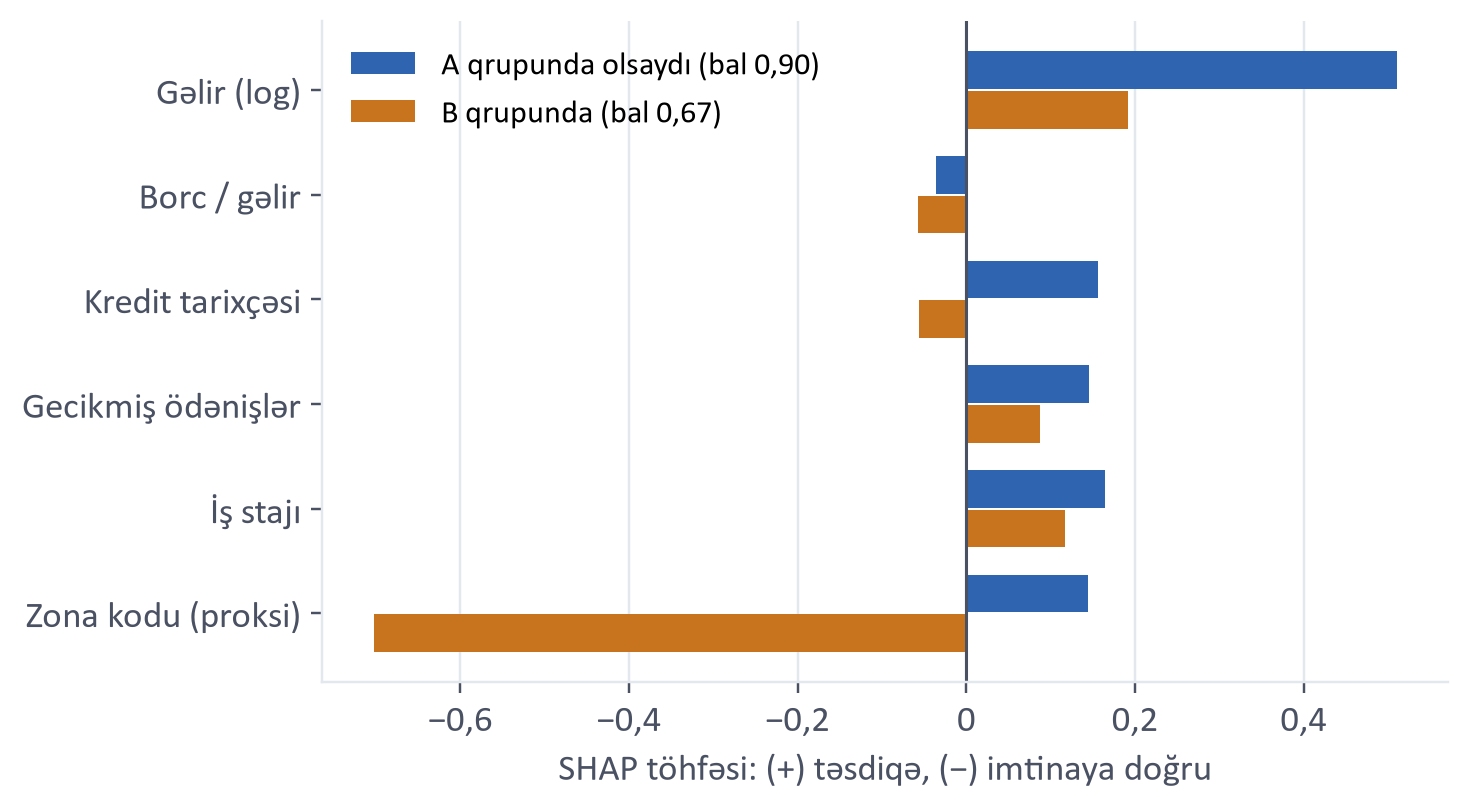 A qrupunda olsaydı (bal 0,90)
B qrupunda (bal 0,67)
Gəlir (log)
Borc / gəlir
Kredit tarixçəsi
Gecikmiş ödənişlər
İş stajı
Zona kodu (proksi)
−0,6 −0,4 −0,2 0 0,2 0,4
SHAP töhfəsi: (+) təsdiqə, (−) imtinaya doğru